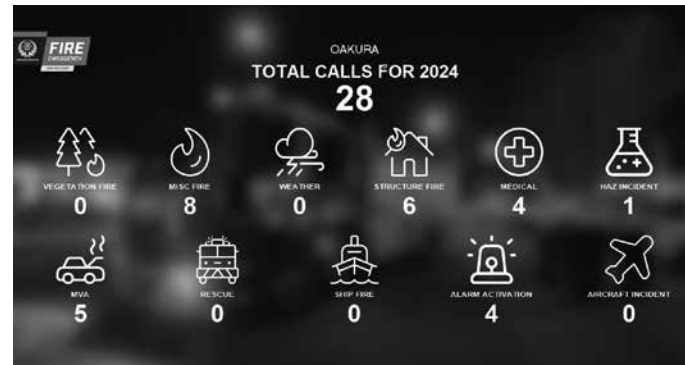 FIRE
EMERGENCY
OAKURA
TOTAL CALLS FOR 2024
28
VEGETATION FIRE
0
MISC FIRE
8
WEATHER
0
STRUCTURE FIRE
6
MEDICAL
4
HAZ INCIDENT
1
MVA
5
RESCUE
0
SHIP FIRE
0
ALARM ACTIVATION
4
AIRCRAFT INCIDENT
0